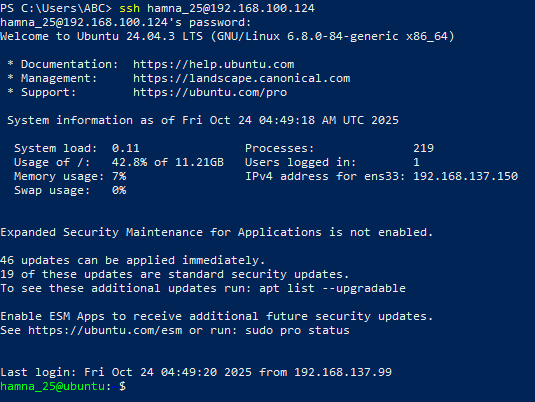 PS C:\Users\ABC> ssh hamna_25@192.168.100.124
hamna_25@192.168.100.124's password:
Welcome to Ubuntu 24.04.3 LTS (GNU/Linux 6.8.0-84-generic x86_64)
* Documentation: https://help.ubuntu.com
* Management: https://landscape.canonical.com
* Support: https://ubuntu.com/pro
System information as of Fri Oct 24 04:49:18 AM UTC 2025
System load: 0.11 Processes: 219
Usage of /: 42.8% of 11.21GB Users logged in: 1
Memory usage: 7% IPv4 address for ens33: 192.168.137.150
Swap usage: 0%
Expanded Security Maintenance for Applications is not enabled.
46 updates can be applied immediately.
19 of these updates are standard security updates.
To see these additional updates run: apt list --upgradable
Enable ESM Apps to receive additional future security updates.
See https://ubuntu.com/esm or run: sudo pro status
Last login: Fri Oct 24 04:49:20 2025 from 192.168.137.99
hamna_25@ubuntu: $